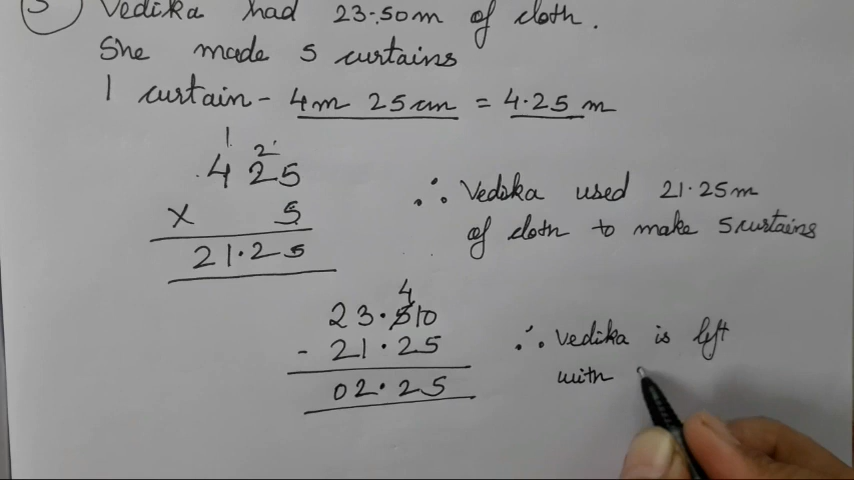 5
Vedika had 23.50m of cloth.
She made 5 curtains
1 curtain - 4m 25cm = 4.25 m
1 2
425
× 5
21.25
∴ Vedika used 21.25m
of cloth to make 5 curtains
4
23.510
- 21.25
02.25
∴ Vedika is left
with